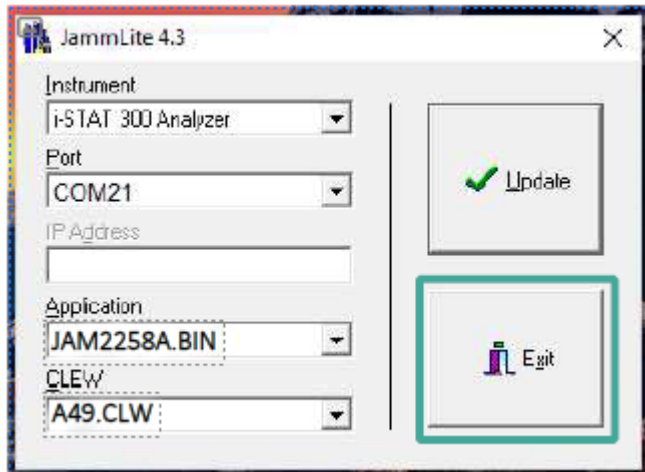 JammLite 4.3
Instrument
i-STAT 300 Analyzer
Port
COM21
IP Address
Application
JAM2258A.BIN
CLEW
A49.CLW
Update
Exit